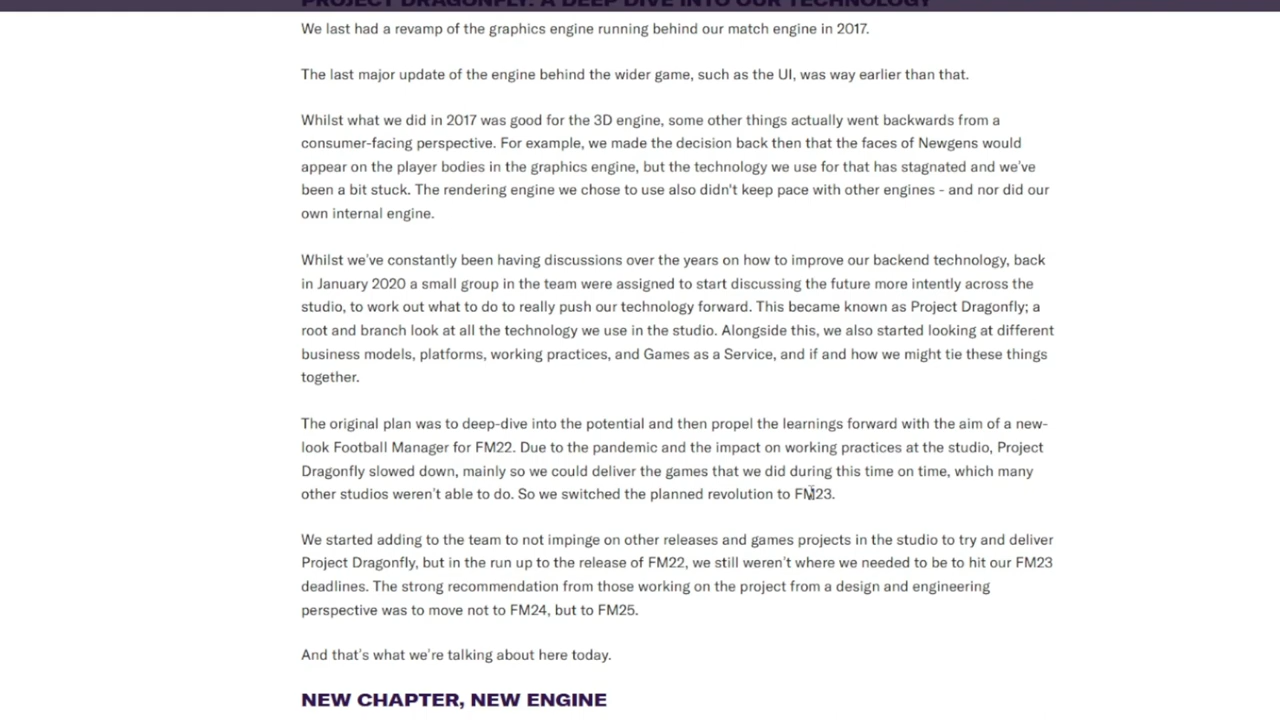 PROJECT DRAGONFLY: A DEEP DIVE INTO OUR TECHNOLOGY
We last had a revamp of the graphics engine running behind our match engine in 2017.
The last major update of the engine behind the wider game, such as the UI, was way earlier than that.
Whilst what we did in 2017 was good for the 3D engine, some other things actually went backwards from a
consumer-facing perspective. For example, we made the decision back then that the faces of Newgens would
appear on the player bodies in the graphics engine, but the technology we use for that has stagnated and we've
been a bit stuck. The rendering engine we chose to use also didn't keep pace with other engines - and nor did our
own internal engine.
Whilst we've constantly been having discussions over the years on how to improve our backend technology, back
in January 2020 a small group in the team were assigned to start discussing the future more intently across the
studio, to work out what to do to really push our technology forward. This became known as Project Dragonfly; a
root and branch look at all the technology we use in the studio. Alongside this, we also started looking at different
business models, platforms, working practices, and Games as a Service, and if and how we might tie these things
together.
The original plan was to deep-dive into the potential and then propel the learnings forward with the aim of a new-
look Football Manager for FM22. Due to the pandemic and the impact on working practices at the studio, Project
Dragonfly slowed down, mainly so we could deliver the games that we did during this time on time, which many
other studios weren't able to do. So we switched the planned revolution to FM23.
We started adding to the team to not impinge on other releases and games projects in the studio to try and deliver
Project Dragonfly, but in the run up to the release of FM22, we still weren't where we needed to be to hit our FM23
deadlines. The strong recommendation from those working on the project from a design and engineering
perspective was to move not to FM24, but to FM25.
And that's what we're talking about here today.
NEW CHAPTER, NEW ENGINE